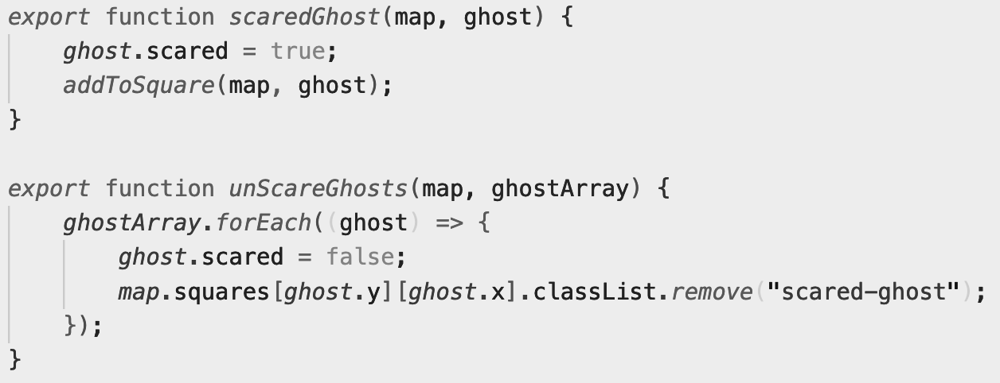 export function scaredGhost(map, ghost) {
    ghost.scared = true;
    addToSquare(map, ghost);
}

export function unScareGhosts(map, ghostArray) {
    ghostArray.forEach((ghost) => {
        ghost.scared = false;
        map.squares[ghost.y][ghost.x].classList.remove("scared-ghost");
    });
}